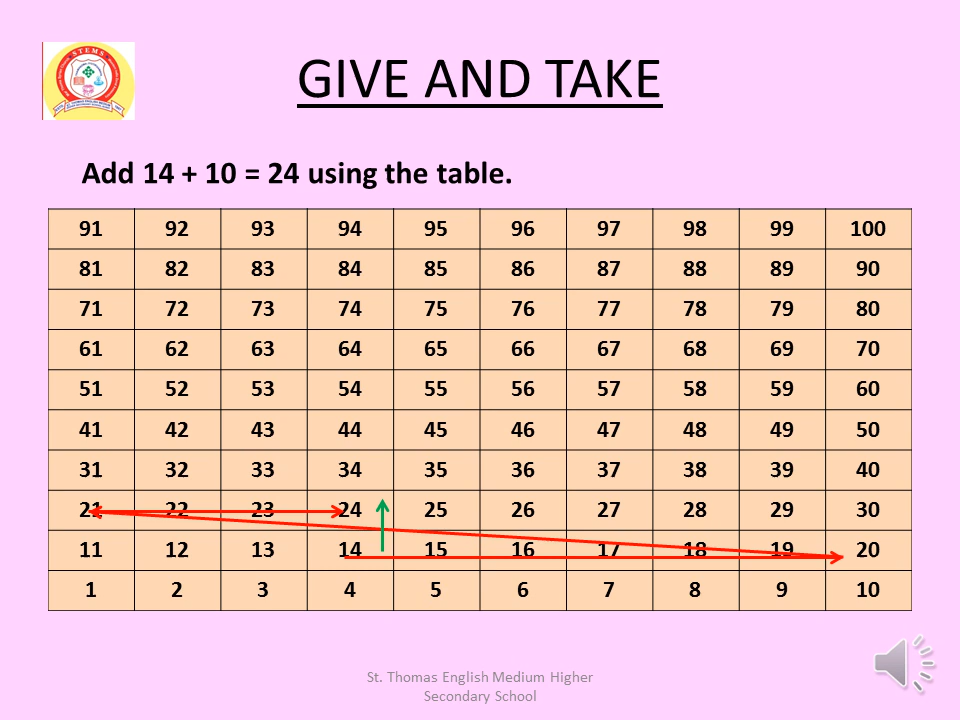 STEMS
GIVE AND TAKE
Add 14 + 10 = 24 using the table.
91 92 93 94 95 96 97 98 99 100
81 82 83 84 85 86 87 88 89 90
71 72 73 74 75 76 77 78 79 80
61 62 63 64 65 66 67 68 69 70
51 52 53 54 55 56 57 58 59 60
41 42 43 44 45 46 47 48 49 50
31 32 33 34 35 36 37 38 39 40
21 22 23 24 25 26 27 28 29 30
11 12 13 14 15 16 17 18 19 20
1 2 3 4 5 6 7 8 9 10
St. Thomas English Medium Higher
Secondary School